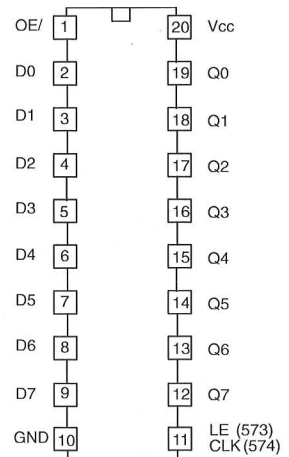 OE/ 1 20 Vcc
D0 2 19 Q0
D1 3 18 Q1
D2 4 17 Q2
D3 5 16 Q3
D4 6 15 Q4
D5 7 14 Q5
D6 8 13 Q6
D7 9 12 Q7
GND 10 11 LE (573)
CLK (574)